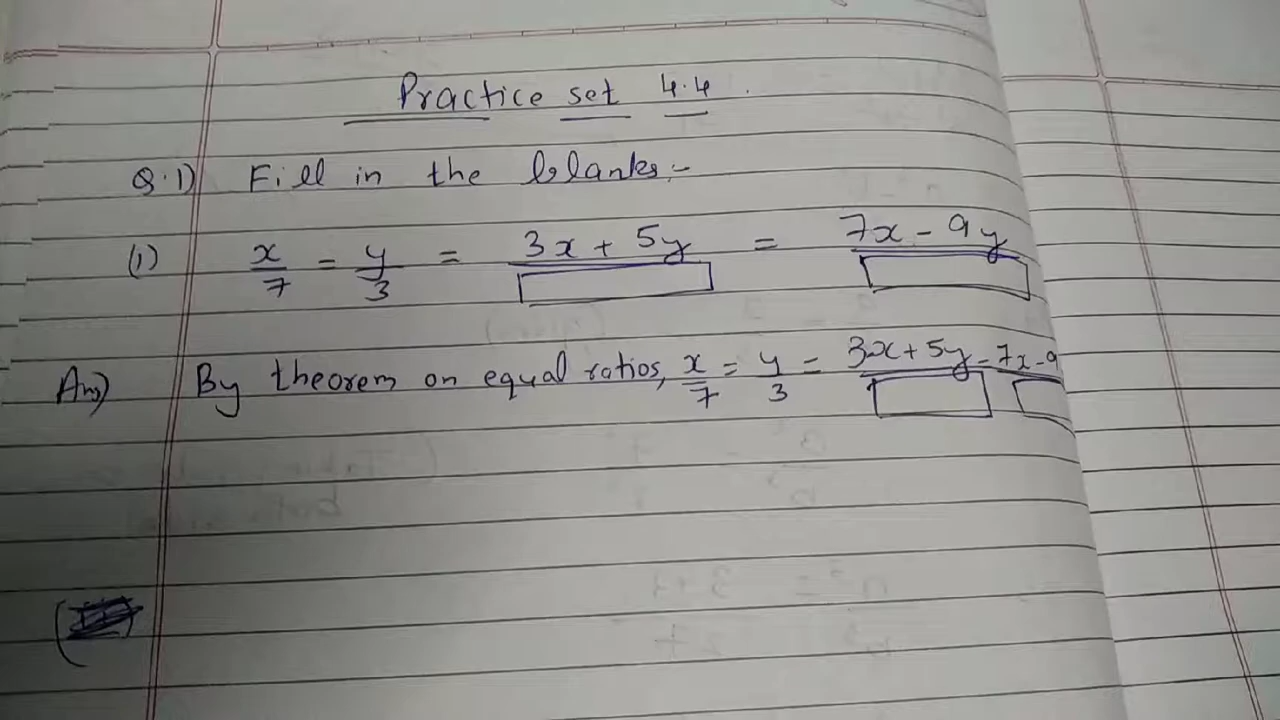 Practice set 4.4.
Q.1) Fill in the blanks:-
(1) x/7 = y/3 = 3x + 5y/□ = 7x - 9y/□
Ans) By theorem on equal ratios, x/7 = y/3 = 3x+5y/□ = 7x-9/□